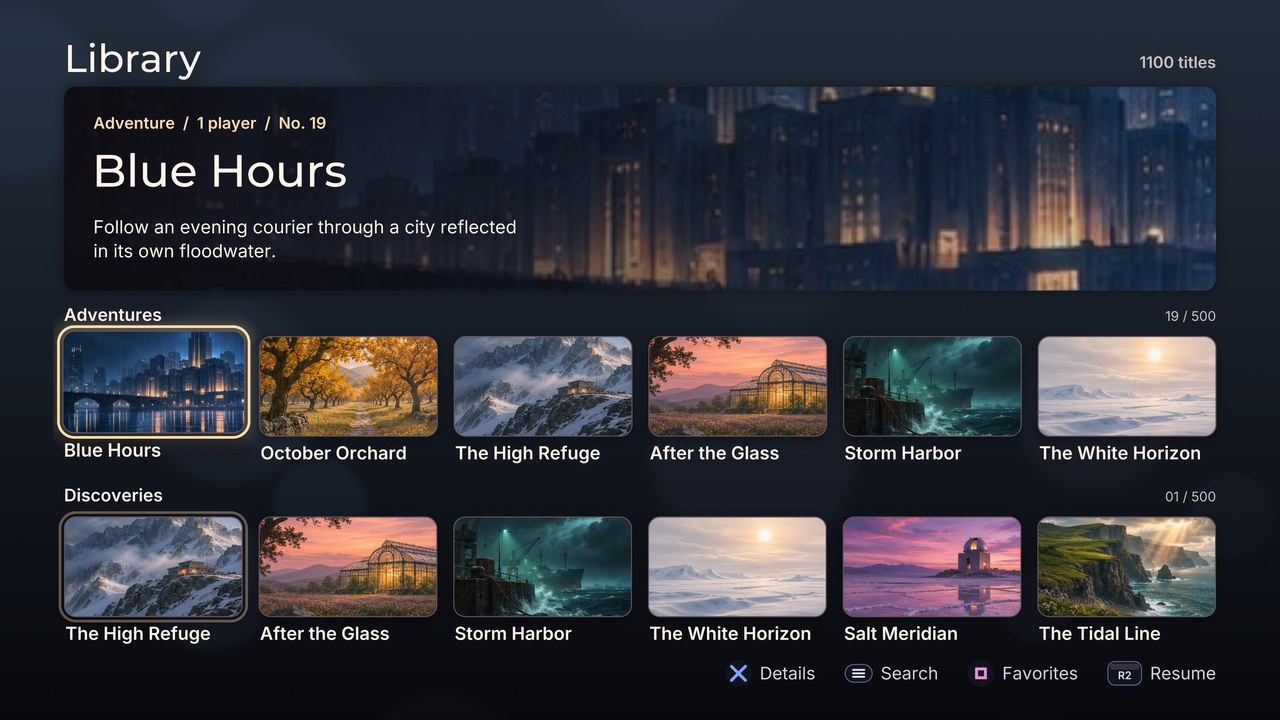 Library
1100 titles
Adventure / 1 player / No. 19
Blue Hours
Follow an evening courier through a city reflected
in its own floodwater.
Adventures
19 / 500
Blue Hours
October Orchard
The High Refuge
After the Glass
Storm Harbor
The White Horizon
Discoveries
01 / 500
The High Refuge
After the Glass
Storm Harbor
The White Horizon
Salt Meridian
The Tidal Line
Details
Search
Favorites
R2
Resume